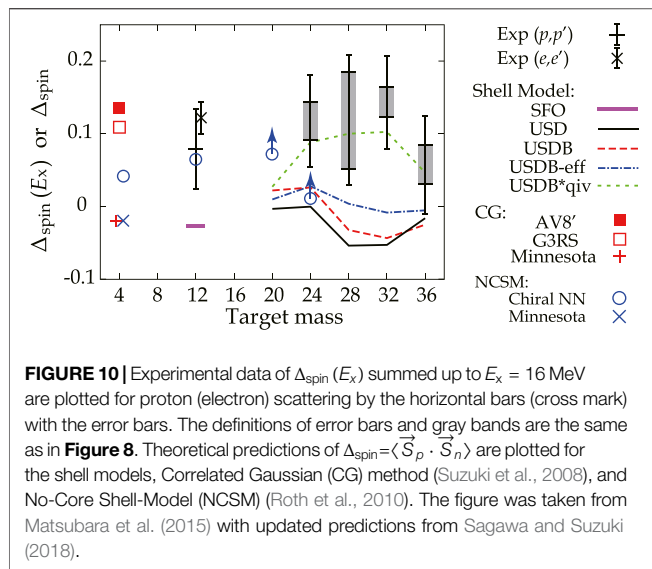 0.2
0.1
0
-0.1
Δspin(Ex) or Δspin
4 8 12 16 20 24 28 32 36
Target mass
Exp (p,p′)
Exp (e,e′)
Shell Model:
SFO
USD
USDB
USDB-eff
USDB*qiv
CG:
AV8′
G3RS
Minnesota
NCSM:
Chiral NN
Minnesota
FIGURE 10 | Experimental data of Δspin (Ex) summed up to Ex = 16 MeV
are plotted for proton (electron) scattering by the horizontal bars (cross mark)
with the error bars. The definitions of error bars and gray bands are the same
as in Figure 8. Theoretical predictions of Δspin=⟨S⃗p · S⃗n⟩ are plotted for
the shell models, Correlated Gaussian (CG) method (Suzuki et al., 2008), and
No-Core Shell-Model (NCSM) (Roth et al., 2010). The figure was taken from
Matsubara et al. (2015) with updated predictions from Sagawa and Suzuki
(2018).